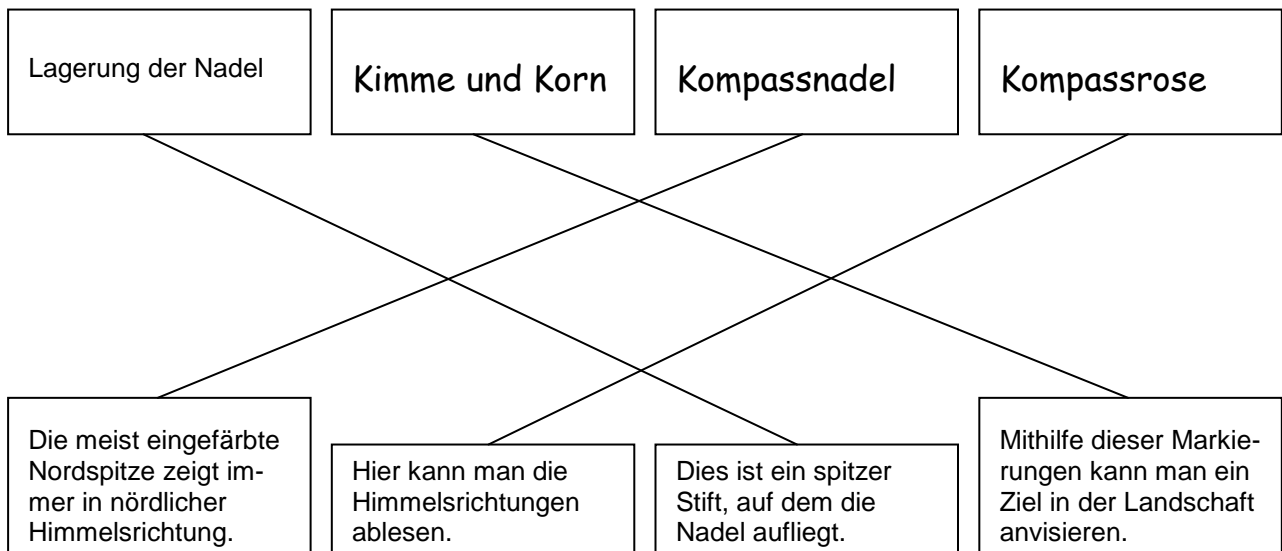 Lagerung der Nadel
Kimme und Korn
Kompassnadel
Kompassrose
Die meist eingefärbte
Nordspitze zeigt im-
mer in nördlicher
Himmelsrichtung.
Hier kann man die
Himmelsrichtungen
ablesen.
Dies ist ein spitzer
Stift, auf dem die
Nadel aufliegt.
Mithilfe dieser Markie-
rungen kann man ein
Ziel in der Landschaft
anvisieren.